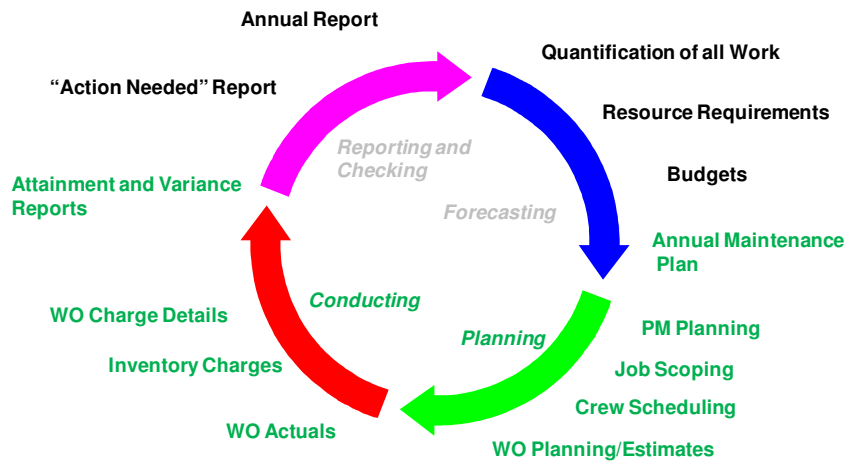 Annual Report
Quantification of all Work
“Action Needed” Report
Resource Requirements
Reporting and
Checking
Budgets
Attainment and Variance
Reports
Forecasting
Annual Maintenance
Plan
Conducting
WO Charge Details
Planning
PM Planning
Inventory Charges
Job Scoping
Crew Scheduling
WO Actuals
WO Planning/Estimates